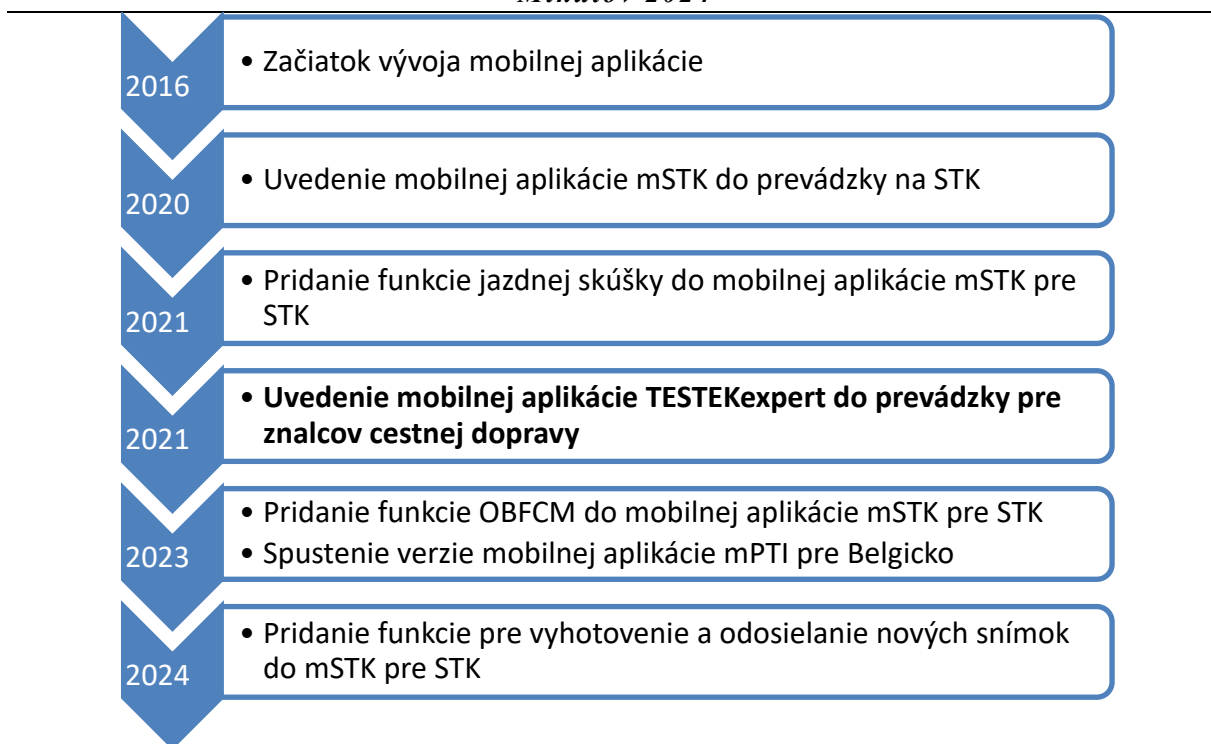 2016
• Začiatok vývoja mobilnej aplikácie
2020
• Uvedenie mobilnej aplikácie mSTK do prevádzky na STK
2021
• Pridanie funkcie jazdnej skúšky do mobilnej aplikácie mSTK pre
STK
2021
• Uvedenie mobilnej aplikácie TESTEKexpert do prevádzky pre
znalcov cestnej dopravy
2023
• Pridanie funkcie OBFCM do mobilnej aplikácie mSTK pre STK
• Spustenie verzie mobilnej aplikácie mPTI pre Belgicko
2024
• Pridanie funkcie pre vyhotovenie a odosielanie nových snímok
do mSTK pre STK